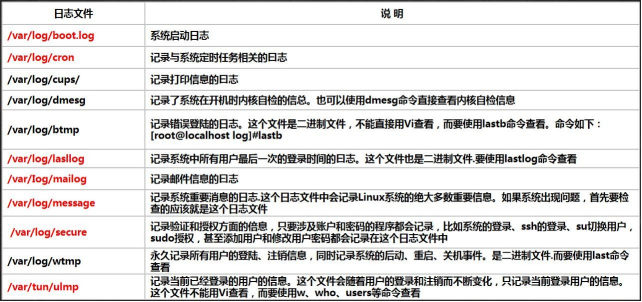 日志文件 说 明
/var/log/boot.log 系统启动日志
/var/log/cron 记录与系统定时任务相关的日志
/var/log/cups/ 记录打印信息的日志
/var/log/dmesg 记录了系统在开机时内核自检的信总。也可以使用dmesg命令直接查看内核自检信息
/var/log/btmp 记录错误登陆的日志。这个文件是二进制文件，不能直接用Vi查看，而要使用lastb命令查看。命令如下：
[root@localhost log]#lastb
/var/log/lasllog 记录系统中所有用户最后一次的登录时间的日志。这个文件也是二进制文件.要使用lastlog命令查看
/var/log/mailog 记录邮件信息的日志
/var/log/message 记录系统重要消息的日志.这个日志文件中会记录Linux系统的绝大多数重要信息。如果系统出现问题，首先要检
查的应该就是这个日志文件
/var/log/secure 记录验证和授权方面的信息，只要涉及账户和密码的程序都会记录，比如系统的登录、ssh的登录、su切换用户，
sudo授权，甚至添加用户和修改用户密码都会记录在这个日志文件中
/var/log/wtmp 永久记录所有用户的登陆、注销信息，同时记录系统的后动、重启、关机事件。是二进制文件.而要使用last命令
查看
/var/tun/ulmp 记录当前已经登录的用户的信息。这个文件会随着用户的登录和注销而不断变化，只记录当前登录用户的信息。
这个文件不能用Vi查看，而要使用w、who、users等命令查看